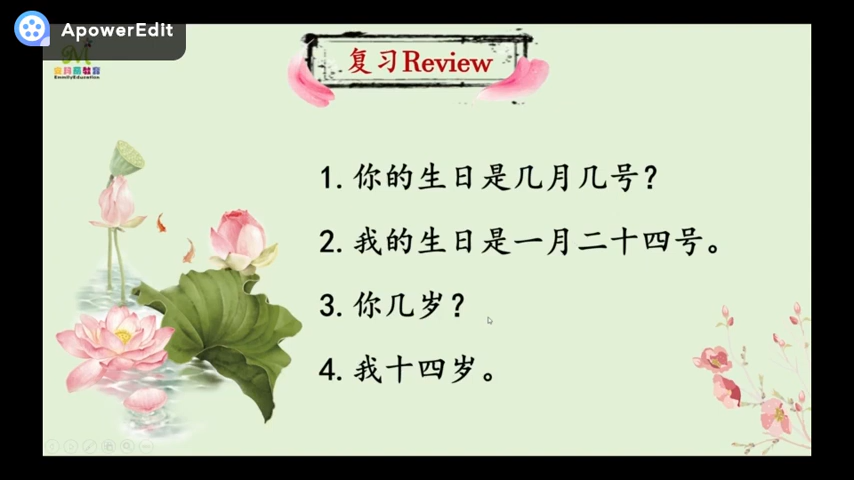 ApowerEdit
EmmilyEducation
复习Review
1.你的生日是几月几号？
2.我的生日是一月二十四号。
3.你几岁？
4.我十四岁。